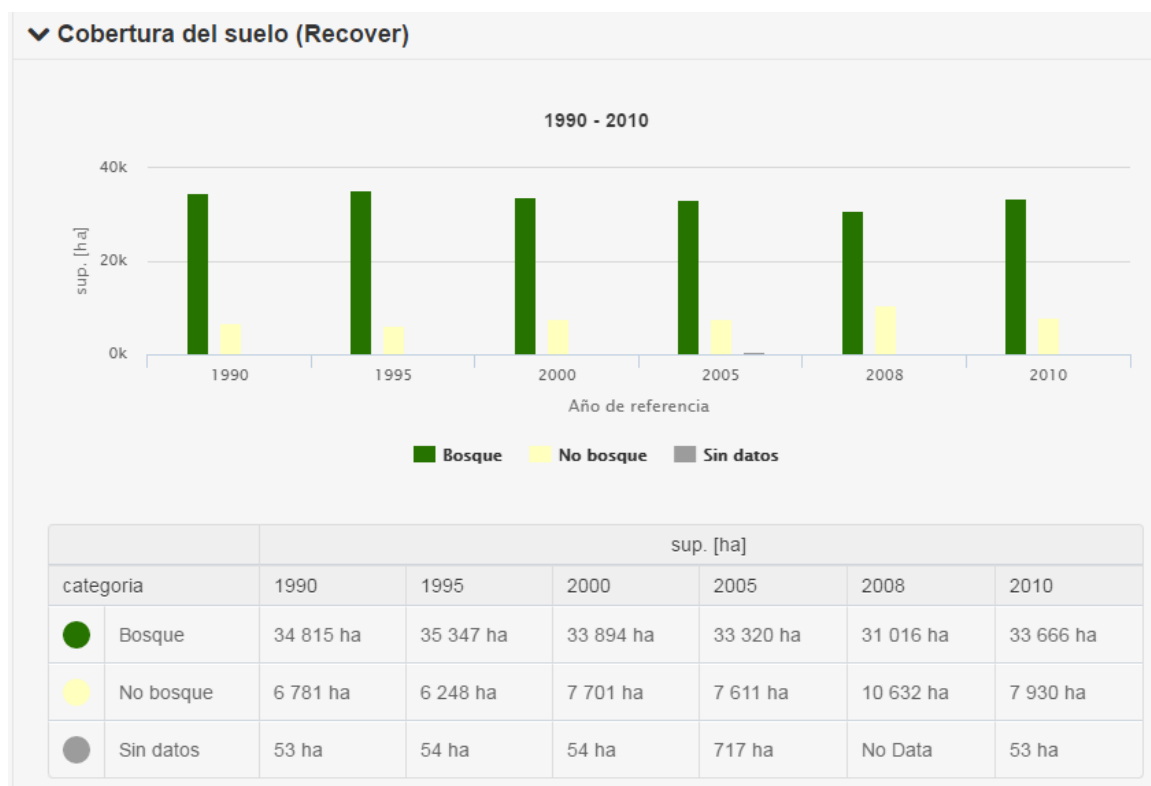 Cobertura del suelo (Recover)
1990 - 2010
40k
20k
0k
sup. [ha]
1990 1995 2000 2005 2008 2010
Año de referencia
Bosque No bosque Sin datos
sup. [ha]
categoria 1990 1995 2000 2005 2008 2010
Bosque 34 815 ha 35 347 ha 33 894 ha 33 320 ha 31 016 ha 33 666 ha
No bosque 6 781 ha 6 248 ha 7 701 ha 7 611 ha 10 632 ha 7 930 ha
Sin datos 53 ha 54 ha 54 ha 717 ha No Data 53 ha